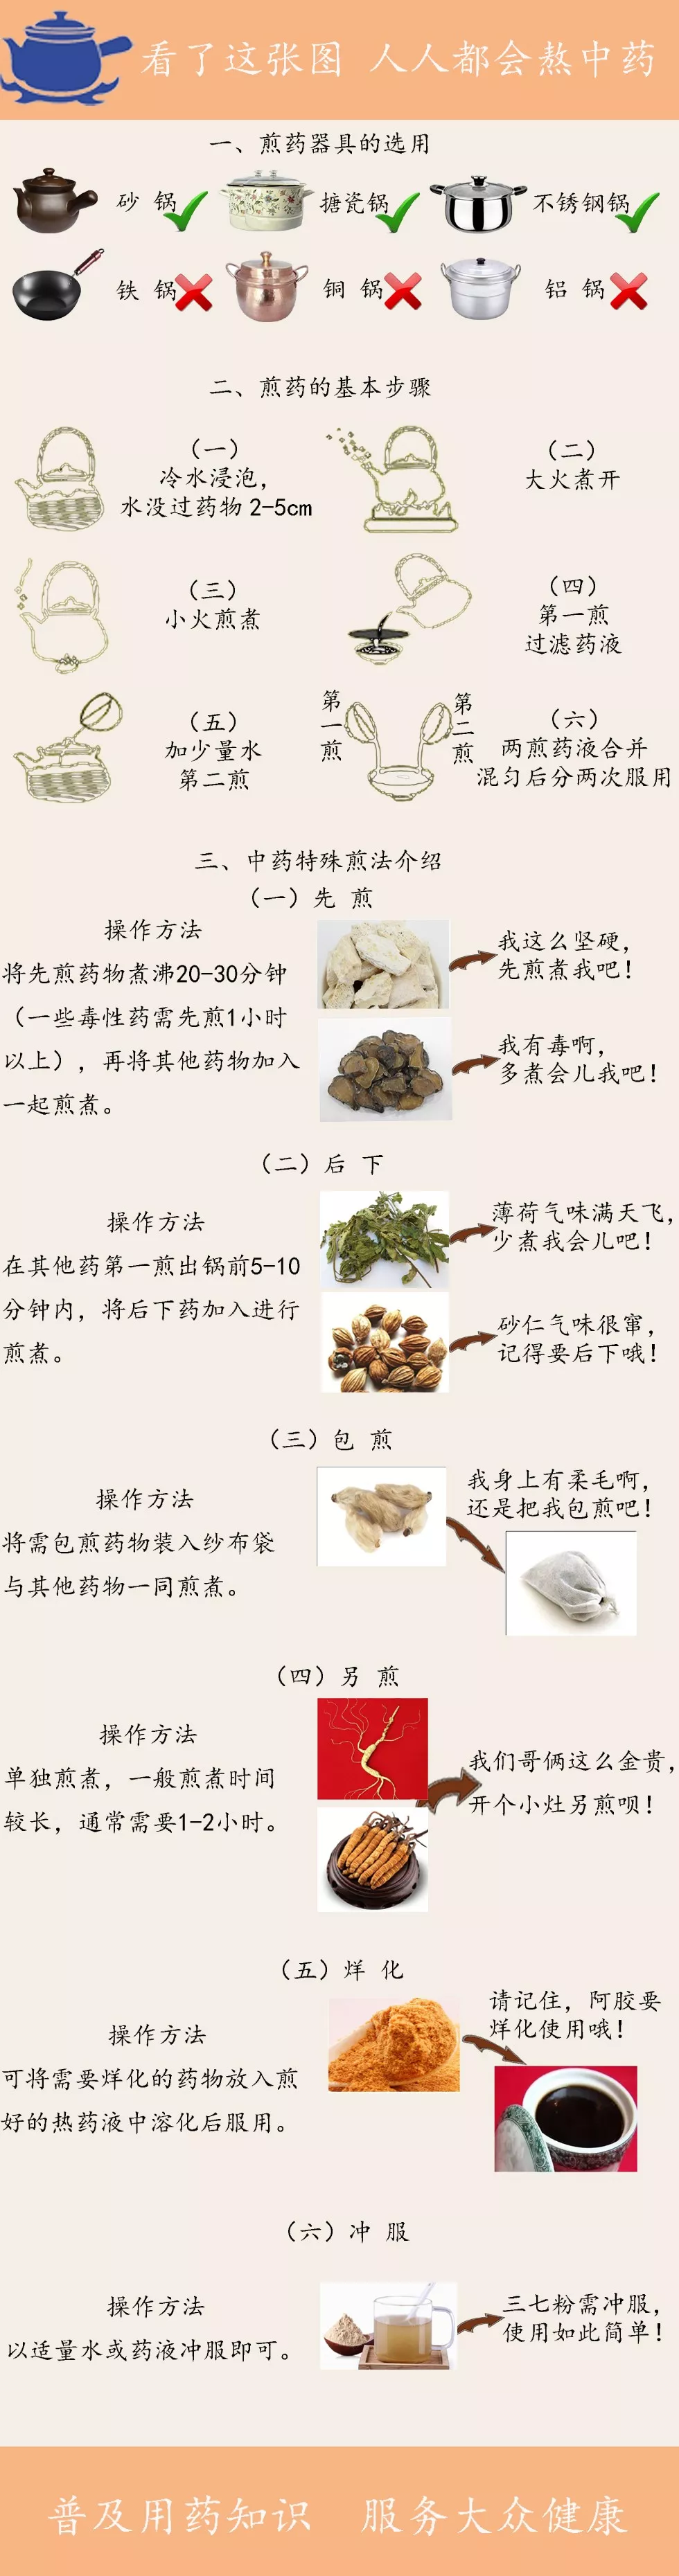 看了这张图 人人都会熬中药
一、煎药器具的选用
砂 锅
搪瓷锅
不锈钢锅
铁 锅
铜 锅
铝 锅
二、煎药的基本步骤
（一）
冷水浸泡，
水没过药物2-5cm
（二）
大火煮开
（三）
小火煎煮
（四）
第一煎
过滤药液
（五）
加少量水
第二煎
第一煎
第二煎
（六）
两煎药液合并
混匀后分两次服用
三、中药特殊煎法介绍
（一）先 煎
操作方法
将先煎药物煮沸20-30分钟
（一些毒性药需先煎1小时
以上），再将其他药物加入
一起煎煮。
我这么坚硬，
先煎煮我吧！
我有毒啊，
多煮会儿我吧！
（二）后 下
操作方法
在其他药第一煎出锅前5-10
分钟内，将后下药加入进行
煎煮。
薄荷气味满天飞，
少煮我会儿吧！
砂仁气味很窜，
记得要后下哦！
（三）包 煎
操作方法
将需包煎药物装入纱布袋
与其他药物一同煎煮。
我身上有柔毛啊，
还是把我包煎吧！
（四）另 煎
操作方法
单独煎煮，一般煎煮时间
较长，通常需要1-2小时。
我们哥俩这么金贵，
开个小灶另煎呗！
（五）烊 化
操作方法
可将需要烊化的药物放入煎
好的热药液中溶化后服用。
请记住，阿胶要
烊化使用哦！
（六）冲 服
操作方法
以适量水或药液冲服即可。
三七粉需冲服，
使用如此简单！
普及用药知识 服务大众健康